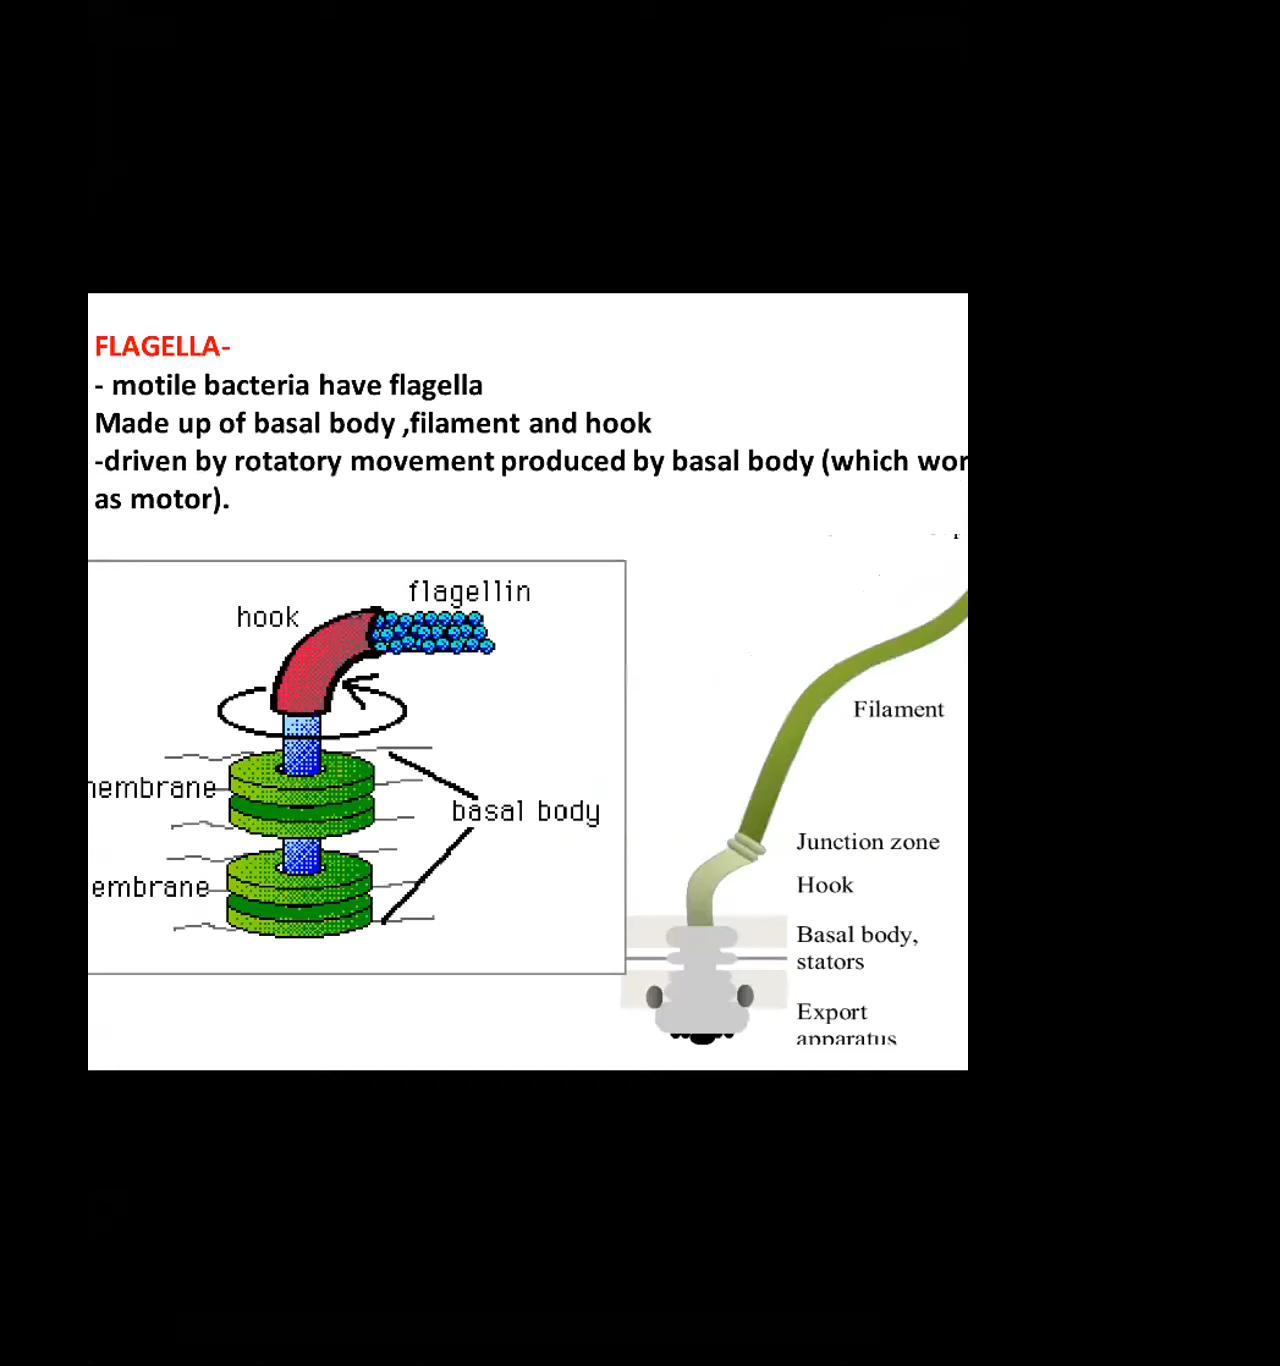 FLAGELLA-
- motile bacteria have flagella
Made up of basal body ,filament and hook
-driven by rotatory movement produced by basal body (which wor
as motor).
flagellin
hook
Filament
embrane
basal body
Junction zone
Hook
embrane
Basal body,
stators
Export
apparatus